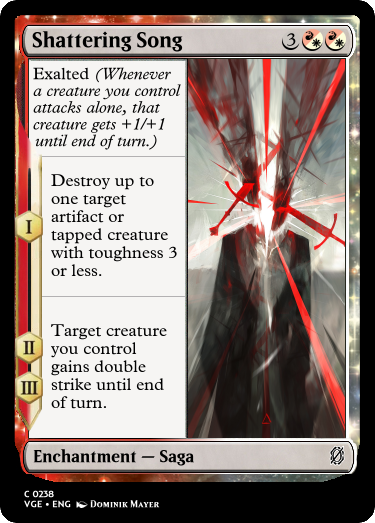 Shattering Song 3
Exalted (Whenever
a creature you control
attacks alone, that
creature gets +1/+1
until end of turn.)
I
Destroy up to
one target
artifact or
tapped creature
with toughness 3
or less.
II
III
Target creature
you control
gains double
strike until end
of turn.
Enchantment — Saga
C 0238
VGE • ENG Dominik Mayer